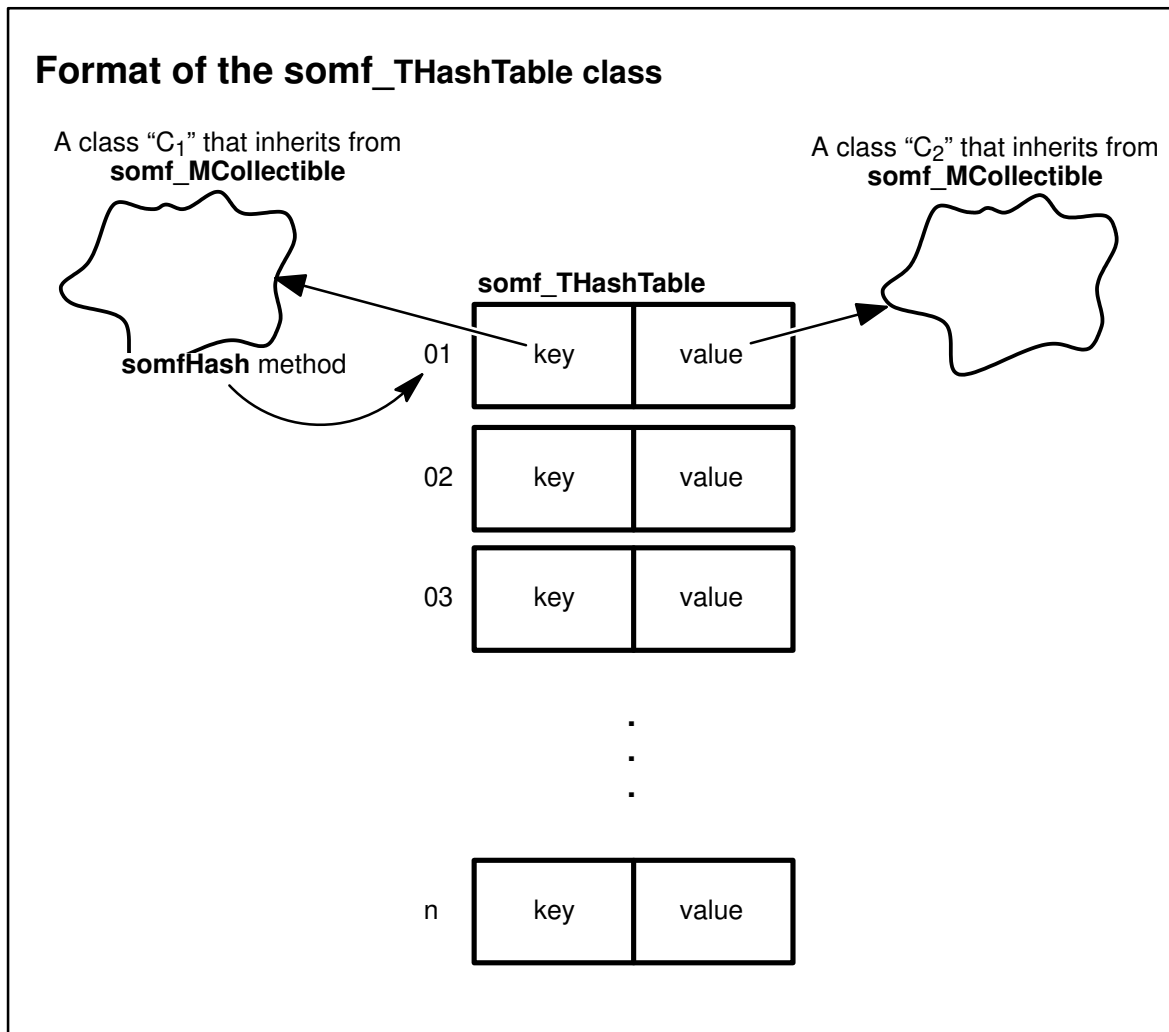 Format of the somf_THashTable class
A class “C₁” that inherits from
somf_MCollectible
A class “C₂” that inherits from
somf_MCollectible
somf_THashTable
somfHash method
01 key value
02 key value
03 key value
.
.
.
n key value